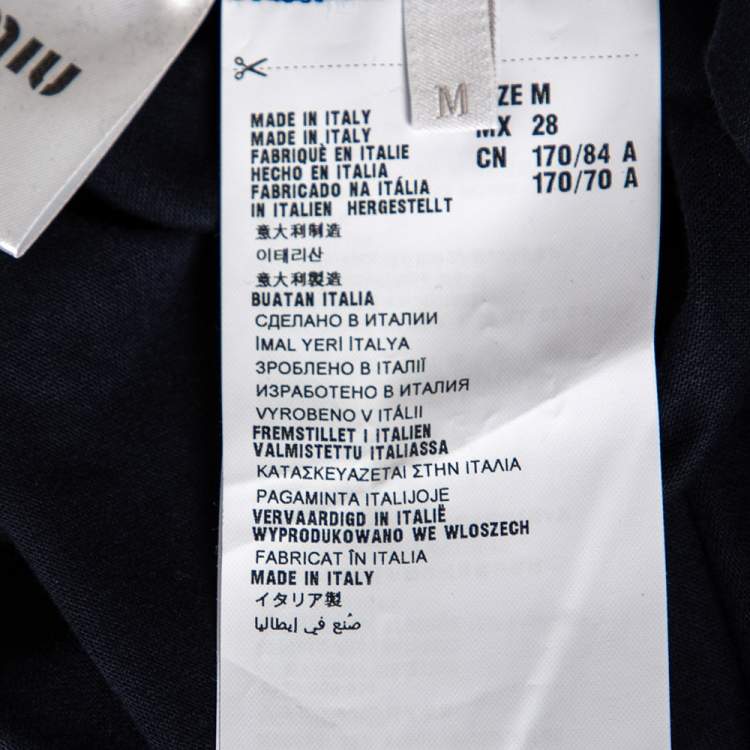 M
SIZE M
MX 28
CN 170/84 A
170/70 A
MADE IN ITALY
MADE IN ITALY
FABRIQUÈ EN ITALIE
HECHO EN ITALIA
FABRICADO NA ITÁLIA
IN ITALIEN HERGESTELLT
意大利制造
이태리산
意大利製造
BUATAN ITALIA
СДЕЛАНО В ИТАЛИИ
İMAL YERİ İTALYA
ЗРОБЛЕНО В ІТАЛІЇ
ИЗРАБОТЕНО В ИТАЛИЯ
VYROBENO V ITÁLII
FREMSTILLET I ITALIEN
VALMISTETTU ITALIASSA
ΚΑΤΑΣΚΕΥΑΖΕΤΑΙ ΣΤΗΝ ΙΤΑΛΙΑ
PAGAMINTA ITALIJOJE
VERVAARDIGD IN ITALIË
WYPRODUKOWANO WE WLOSZECH
FABRICAT ÎN ITALIA
MADE IN ITALY
イタリア製
صُنع في إيطاليا